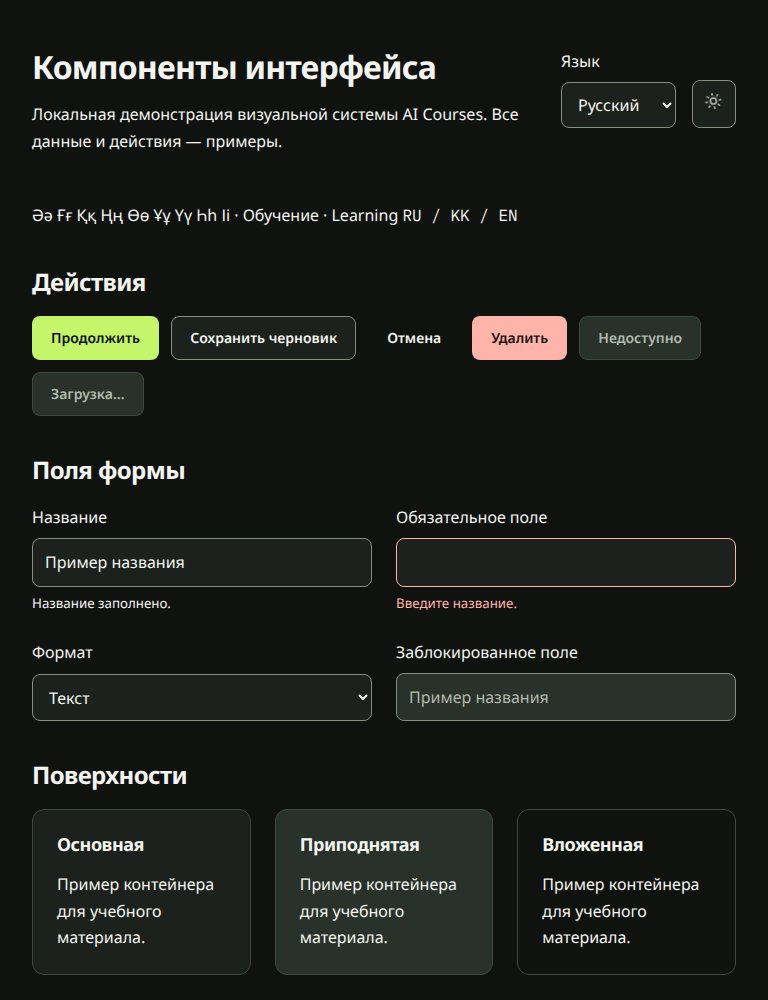 Компоненты интерфейса
Язык
Русский
Локальная демонстрация визуальной системы AI Courses. Все
данные и действия — примеры.
Әә Ғғ Ққ Ңң Өө Ұұ Үү Һһ Іі · Обучение · Learning RU / KK / EN
Действия
Продолжить
Сохранить черновик
Отмена
Удалить
Недоступно
Загрузка…
Поля формы
Название
Пример названия
Название заполнено.
Обязательное поле
Введите название.
Формат
Текст
Заблокированное поле
Пример названия
Поверхности
Основная
Пример контейнера
для учебного
материала.
Приподнятая
Пример контейнера
для учебного
материала.
Вложенная
Пример контейнера
для учебного
материала.